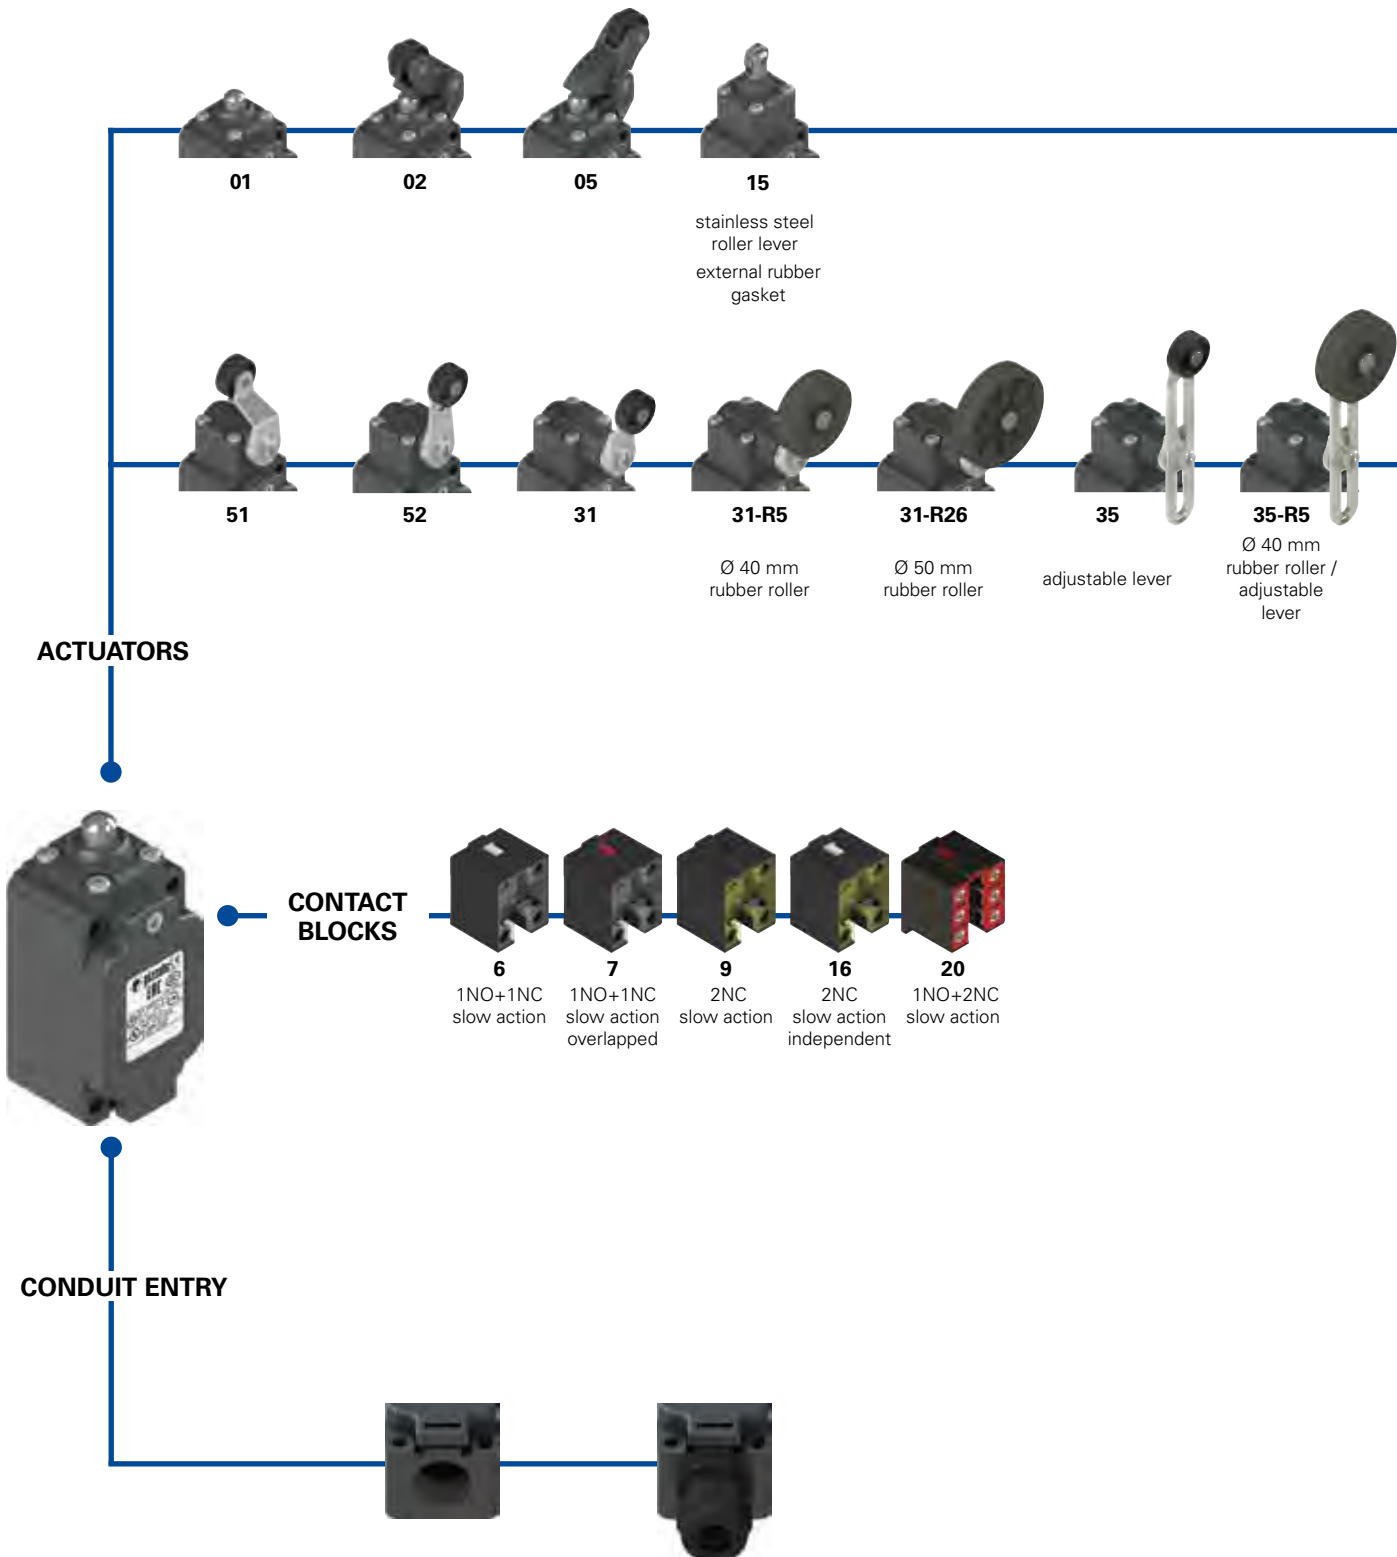 01
02
05
15
stainless steel
roller lever
external rubber
gasket
51
52
31
31-R5
31-R26
35
35-R5
Ø 40 mm
rubber roller
Ø 50 mm
rubber roller
adjustable lever
Ø 40 mm
rubber roller /
adjustable
lever
ACTUATORS
CONTACT
BLOCKS
6
1NO+1NC
slow action
7
1NO+1NC
slow action
overlapped
9
2NC
slow action
16
2NC
slow action
independent
20
1NO+2NC
slow action
CONDUIT ENTRY